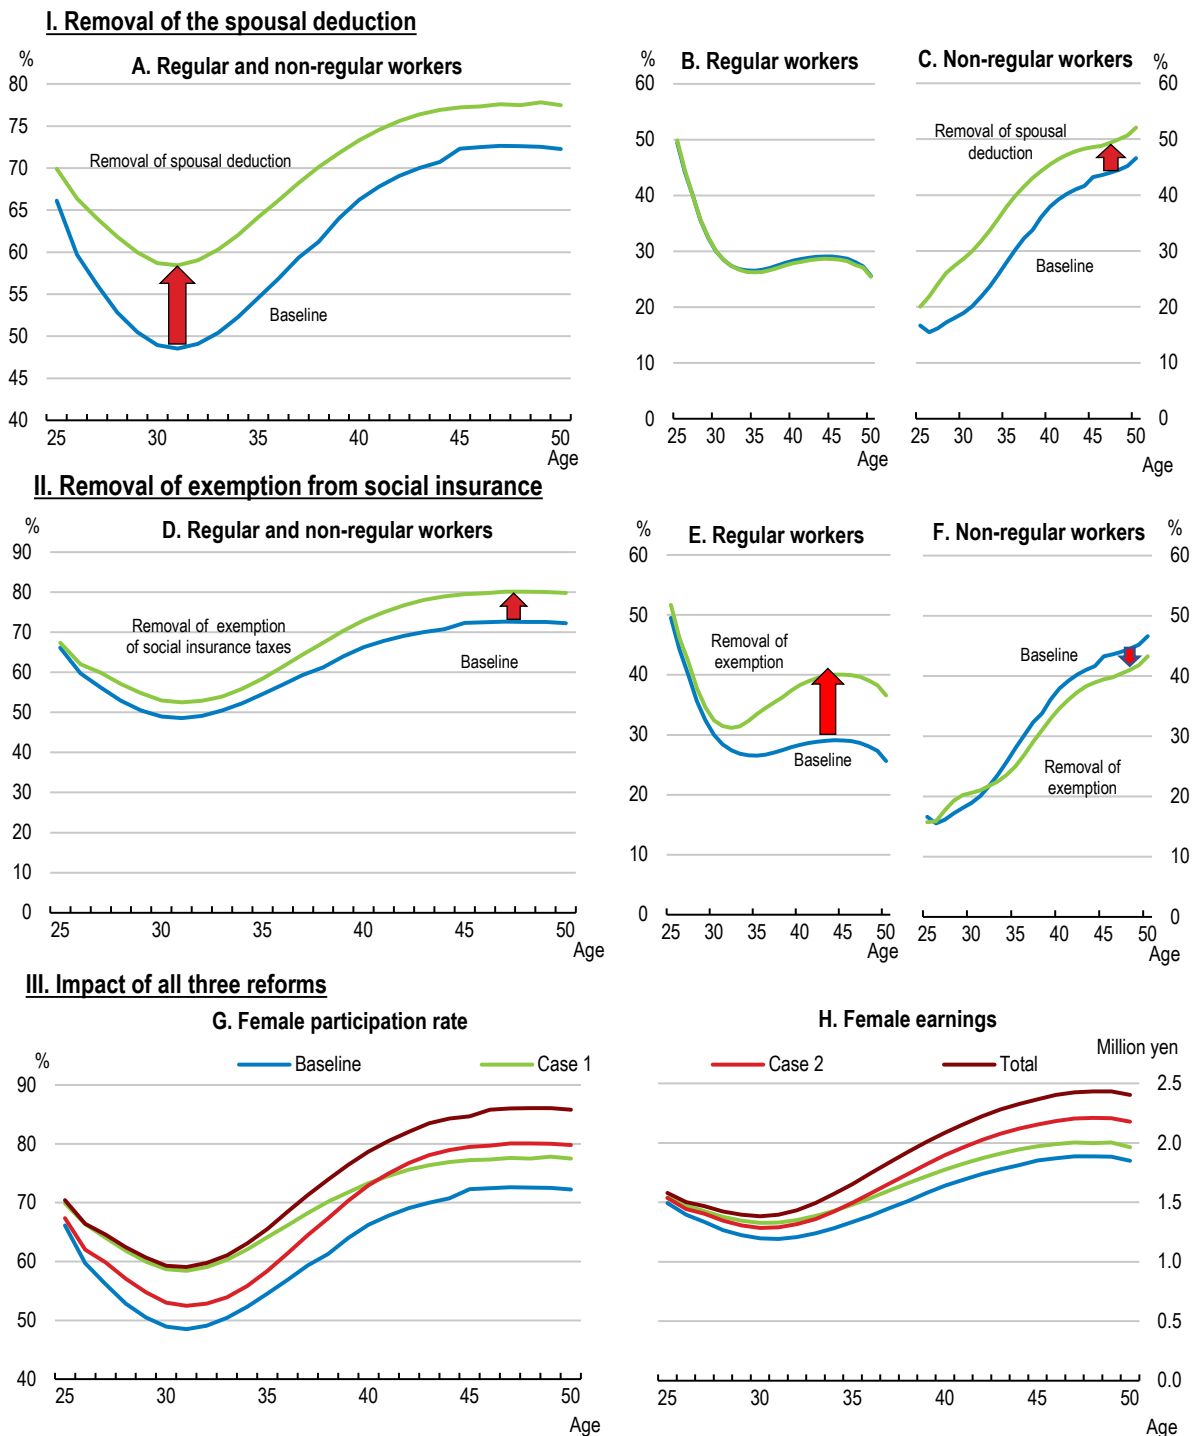 I. Removal of the spousal deduction
%
A. Regular and non-regular workers
80
75
70
65
60
55
50
45
40
Removal of spousal deduction
Baseline
25 30 35 40 45 50
Age
%
B. Regular workers
60
50
40
30
20
10
0
25 30 35 40 45 50
Age
C. Non-regular workers
%
60
50
40
30
20
10
0
Removal of spousal
deduction
Baseline
25 30 35 40 45 50
Age
II. Removal of exemption from social insurance
%
D. Regular and non-regular workers
90
80
70
60
50
40
30
20
10
0
Removal of exemption
of social insurance taxes
Baseline
25 30 35 40 45 50
Age
%
E. Regular workers
60
50
40
30
20
10
0
Removal of
exemption
Baseline
25 30 35 40 45 50
Age
%
F. Non-regular workers
60
50
40
30
20
10
0
Baseline
Removal of
exemption
25 30 35 40 45 50
Age
III. Impact of all three reforms
G. Female participation rate
%
Baseline Case 1
90
80
70
60
50
40
25 30 35 40 45 50
Age
H. Female earnings
Million yen
Case 2 Total
2.5
2.0
1.5
1.0
0.5
0.0
25 30 35 40 45 50
Age